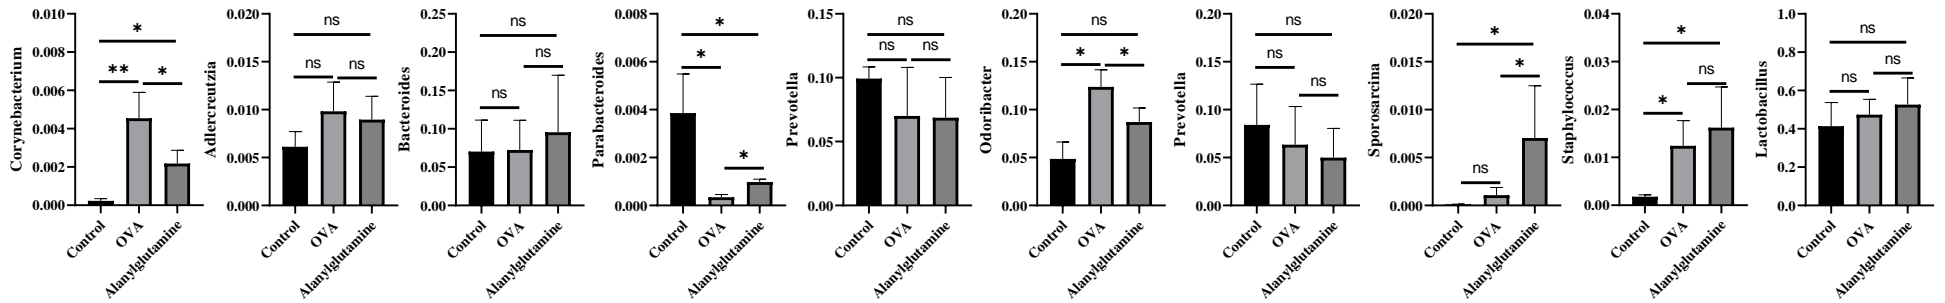 Corynebacterium
0.010
0.008
0.006
0.004
0.002
0.000
*
**
*
Control
OVA
Alanylglutamine
Adlercreutzia
0.020
0.015
0.010
0.005
0.000
ns
ns
ns
Control
OVA
Alanylglutamine
Bacteroides
0.25
0.20
0.15
0.10
0.05
0.00
ns
ns
ns
Control
OVA
Alanylglutamine
Parabacteroides
0.008
0.006
0.004
0.002
0.000
*
*
*
Control
OVA
Alanylglutamine
Prevotella
0.15
0.10
0.05
0.00
ns
ns
ns
Control
OVA
Alanylglutamine
Odoribacter
0.20
0.15
0.10
0.05
0.00
ns
*
*
Control
OVA
Alanylglutamine
Prevotella
0.20
0.15
0.10
0.05
0.00
ns
ns
ns
Control
OVA
Alanylglutamine
Sporosarcina
0.020
0.015
0.010
0.005
0.000
*
*
ns
Control
OVA
Alanylglutamine
Staphylococcus
0.04
0.03
0.02
0.01
0.00
*
ns
*
Control
OVA
Alanylglutamine
Lactobacillus
1.0
0.8
0.6
0.4
0.2
0.0
ns
ns
ns
Control
OVA
Alanylglutamine